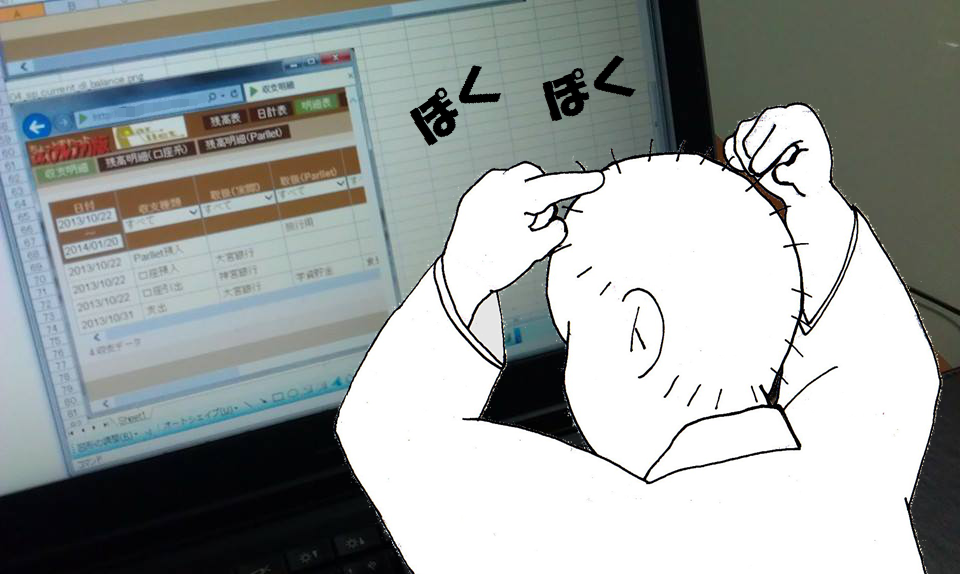 A
B
04_sp.current_dl_balance.png
収支明細
残高表 日計表 明細表
収支明細 残高明細(口座系) 残高明細(Parllet)
日付 収支種類 取扱(実際) 取扱(Parllet)
2013/10/22 すべて すべて すべて
～
2014/01/20
2013/10/22 Parllet預入 旅行用
2013/10/22 口座預入 大宮銀行
2013/10/22 口座引出 神宮銀行
2013/10/31 支出 大宮銀行 学資貯金
4 収支データ
Sheet1
図形の調整(R) オートシェイプ(U)
コマンド
ぽく ぽく